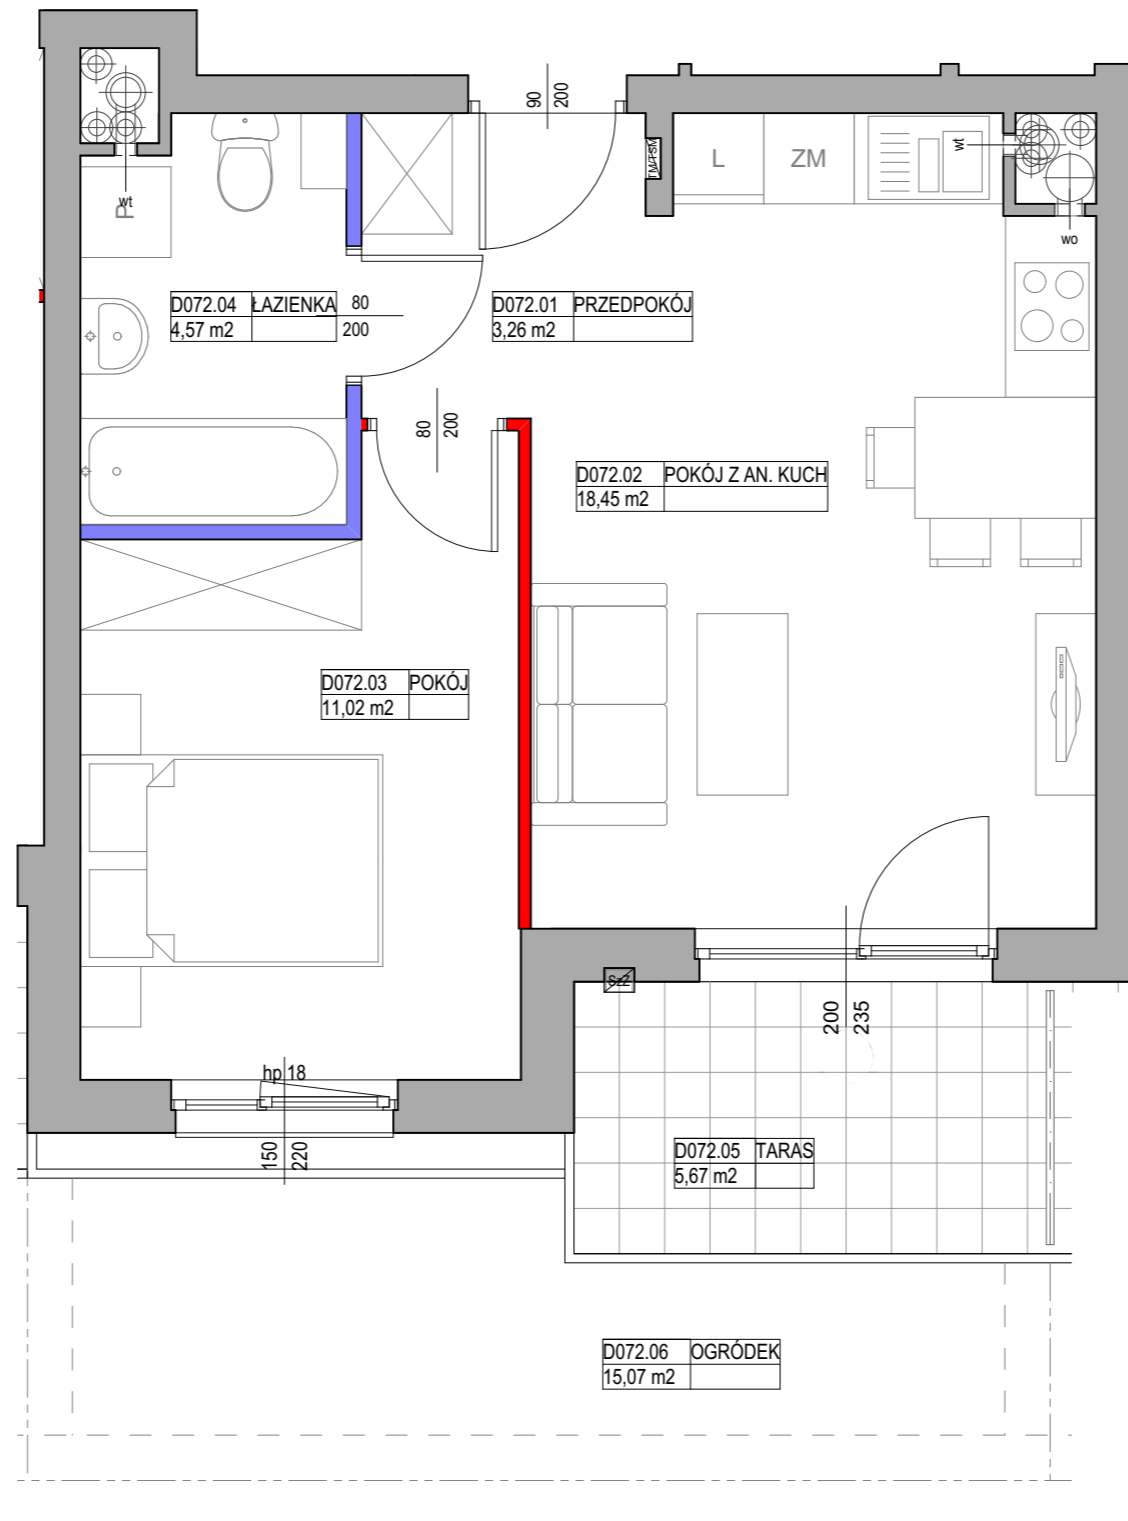 90
200
TM/TSM
L
ZM
wt
wo
wt
P
D072.04 ŁAZIENKA
4,57 m2
80
200
D072.01 PRZEDPOKÓJ
3,26 m2
80
200
D072.02 POKÓJ Z AN. KUCH
18,45 m2
D072.03 POKÓJ
11,02 m2
SzZ
200
235
hp 18
150
220
D072.05 TARAS
5,67 m2
D072.06 OGRÓDEK
15,07 m2